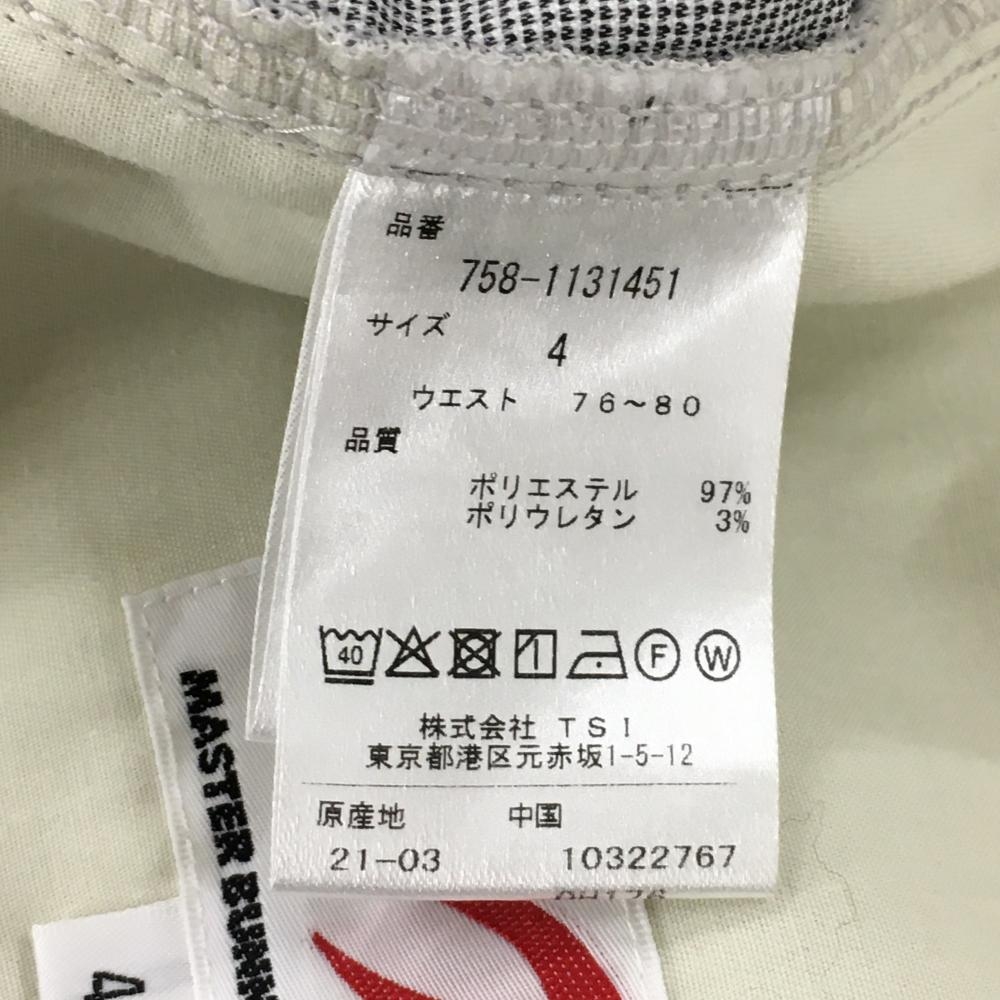 品番
758-1131451
サイズ
4
ウエスト 76～80
品質
ポリエステル 97%
ポリウレタン 3%
40
F
W
株式会社 TSI
東京都港区元赤坂1-5-12
原産地 中国
21-03 10322767
MASTER
4